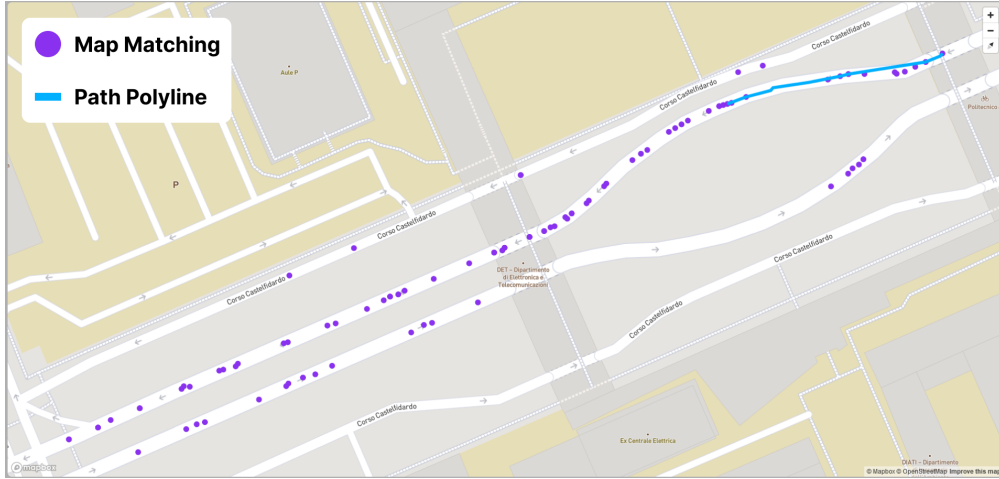 Map Matching
Path Polyline
Aule P
Corso Castelfidardo
Corso Castelfidardo
Politecnico
P
Corso Castelfidardo
DET – Dipartimento
di Elettronica e
Telecomunicazioni
Corso Castelfidardo
Corso Castelfidardo
Corso Castelfidardo
Corso Castelfidardo
Ex Centrale Elettrica
DIATI – Dipartimento
mapbox
© Mapbox © OpenStreetMap Improve this map